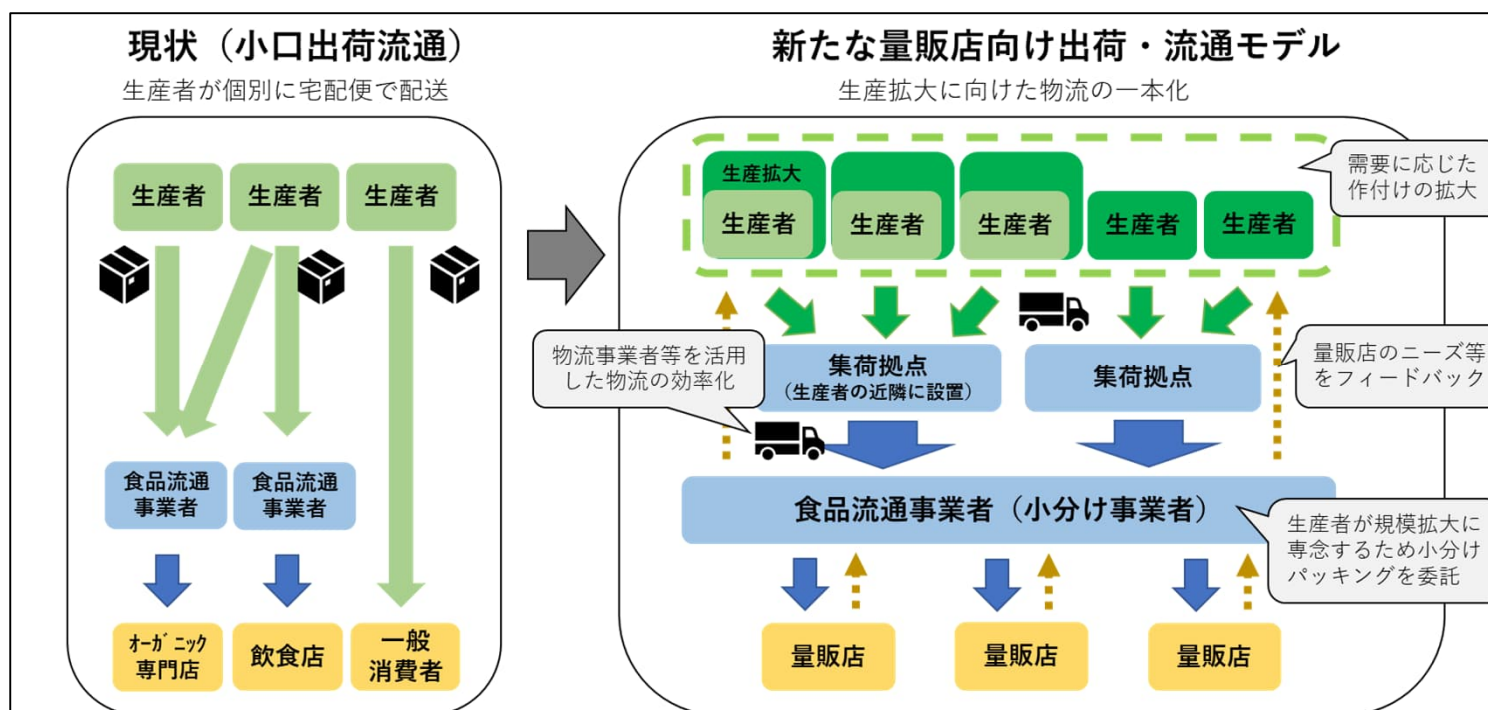 現状（小口出荷流通）
生産者が個別に宅配便で配送
生産者
生産者
生産者
食品流通
事業者
食品流通
事業者
オーガニック
専門店
飲食店
一般
消費者
新たな量販店向け出荷・流通モデル
生産拡大に向けた物流の一本化
生産拡大
生産者
生産者
生産者
生産者
生産者
需要に応じた
作付けの拡大
物流事業者等を活用
した物流の効率化
集荷拠点
（生産者の近隣に設置）
集荷拠点
量販店のニーズ等
をフィードバック
食品流通事業者（小分け事業者）
生産者が規模拡大に
専念するため小分け
パッキングを委託
量販店
量販店
量販店